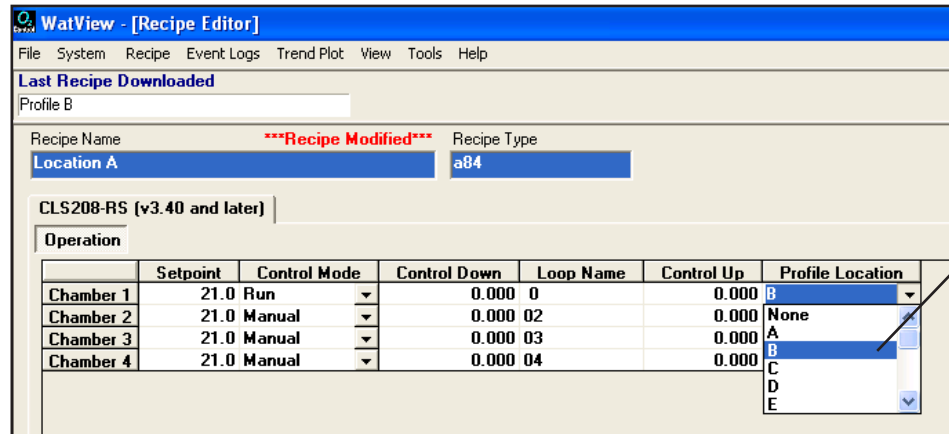 O2 Control WatView - [Recipe Editor]
File System Recipe Event Logs Trend Plot View Tools Help
Last Recipe Downloaded
Profile B
Recipe Name ***Recipe Modified*** Recipe Type
Location A a84
CLS208-RS (v3.40 and later)
Operation
Setpoint Control Mode Control Down Loop Name Control Up Profile Location
Chamber 1 21.0 Run 0.000 0 0.000 B
Chamber 2 21.0 Manual 0.000 02 0.000 None
Chamber 3 21.0 Manual 0.000 03 0.000 A
B
Chamber 4 21.0 Manual 0.000 04 0.000 C
D
E